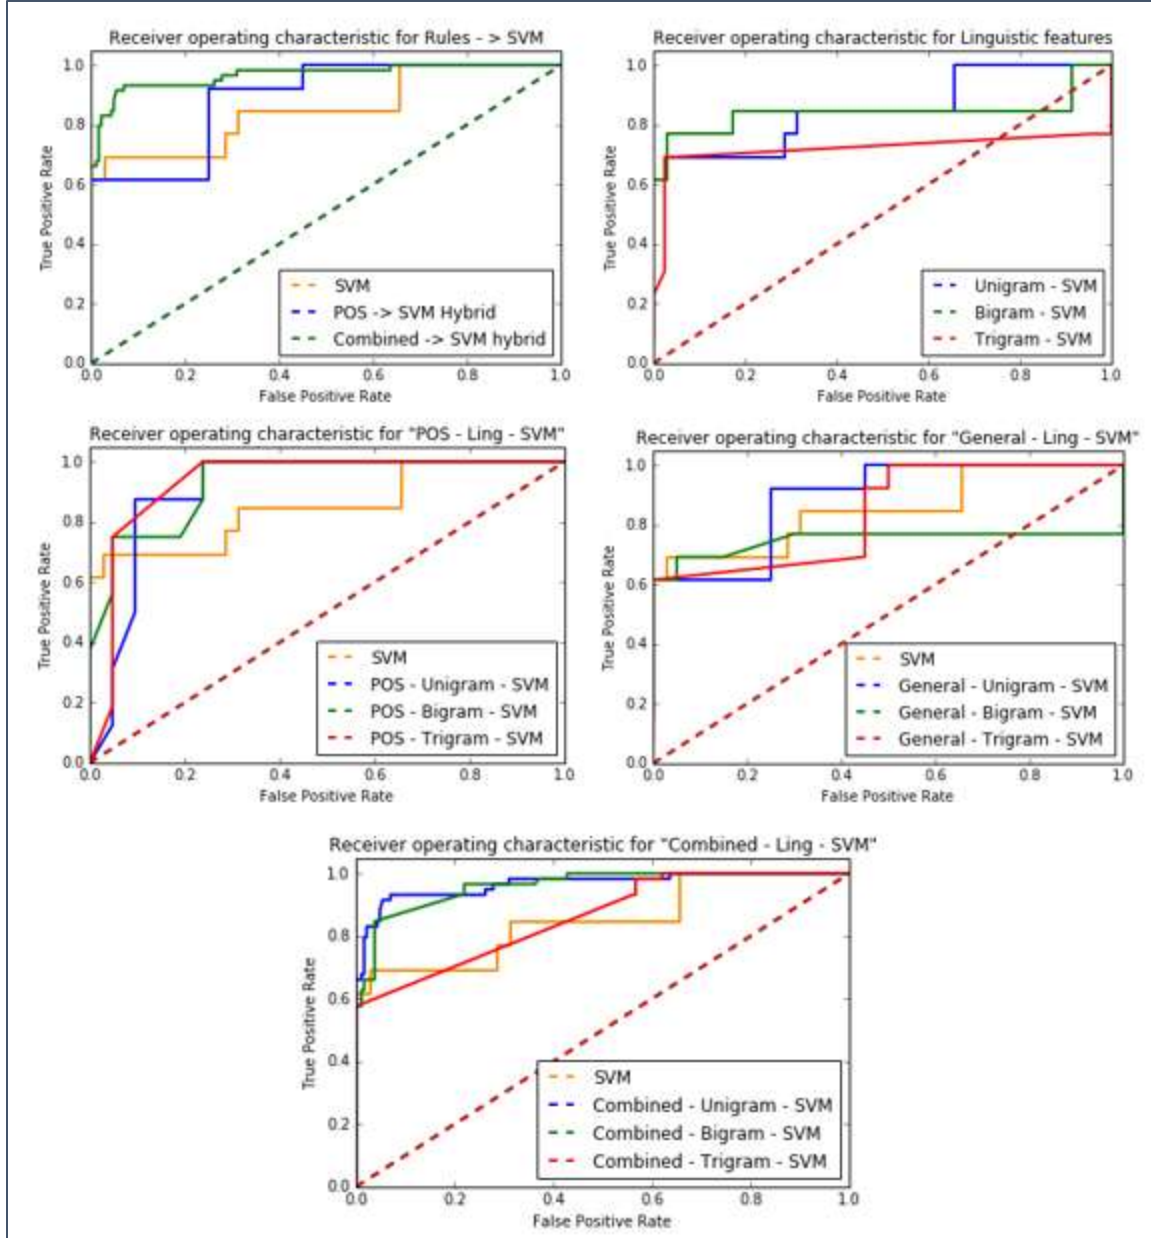 Receiver operating characteristic for Rules - > SVM
True Positive Rate
1.0
0.8
0.6
0.4
0.2
0.0
SVM
POS -> SVM Hybrid
Combined -> SVM hybrid
0.0 0.2 0.4 0.6 0.8 1.0
False Positive Rate
Receiver operating characteristic for Linguistic features
True Positive Rate
1.0
0.8
0.6
0.4
0.2
0.0
Unigram - SVM
Bigram - SVM
Trigram - SVM
0.0 0.2 0.4 0.6 0.8 1.0
False Positive Rate
Receiver operating characteristic for "POS - Ling - SVM"
True Positive Rate
1.0
0.8
0.6
0.4
0.2
0.0
SVM
POS - Unigram - SVM
POS - Bigram - SVM
POS - Trigram - SVM
0.0 0.2 0.4 0.6 0.8 1.0
False Positive Rate
Receiver operating characteristic for "General - Ling - SVM"
True Positive Rate
1.0
0.8
0.6
0.4
0.2
0.0
SVM
General - Unigram - SVM
General - Bigram - SVM
General - Trigram - SVM
0.0 0.2 0.4 0.6 0.8 1.0
False Positive Rate
Receiver operating characteristic for "Combined - Ling - SVM"
True Positive Rate
1.0
0.8
0.6
0.4
0.2
0.0
SVM
Combined - Unigram - SVM
Combined - Bigram - SVM
Combined - Trigram - SVM
0.0 0.2 0.4 0.6 0.8 1.0
False Positive Rate